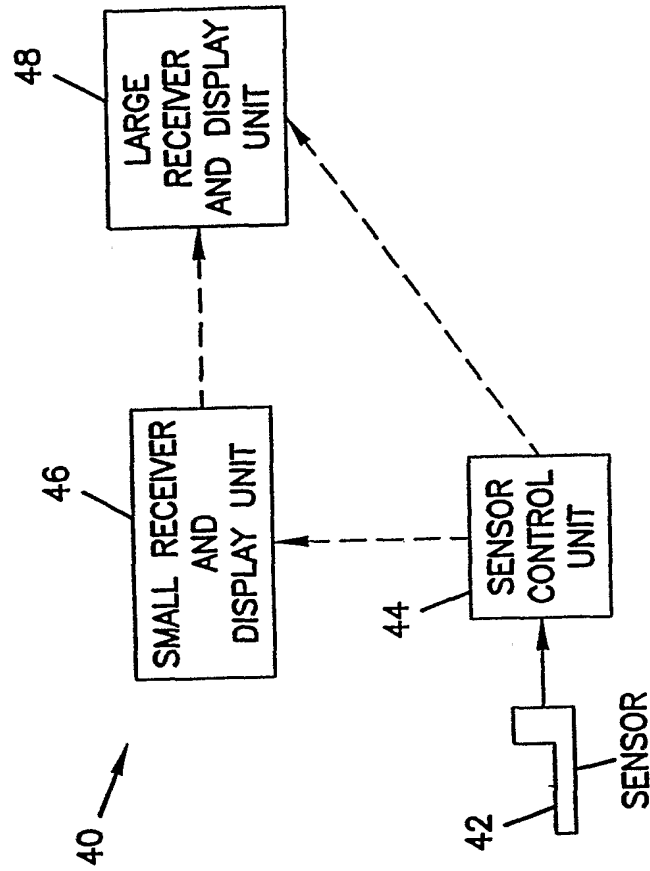 40
46
SMALL RECEIVER
AND
DISPLAY UNIT
48
LARGE
RECEIVER
AND DISPLAY
UNIT
42
SENSOR
44
SENSOR
CONTROL
UNIT